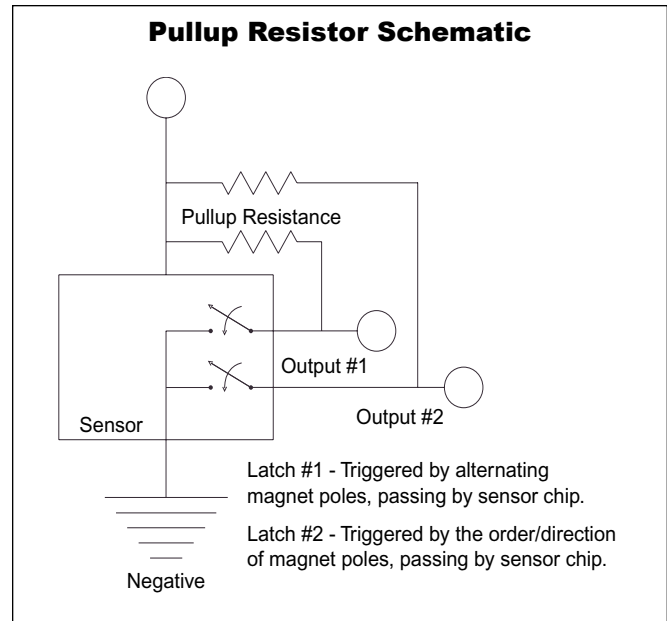 Pullup Resistor Schematic
Pullup Resistance
Output #1
Output #2
Sensor
Latch #1 - Triggered by alternating
magnet poles, passing by sensor chip.
Latch #2 - Triggered by the order/direction
of magnet poles, passing by sensor chip.
Negative